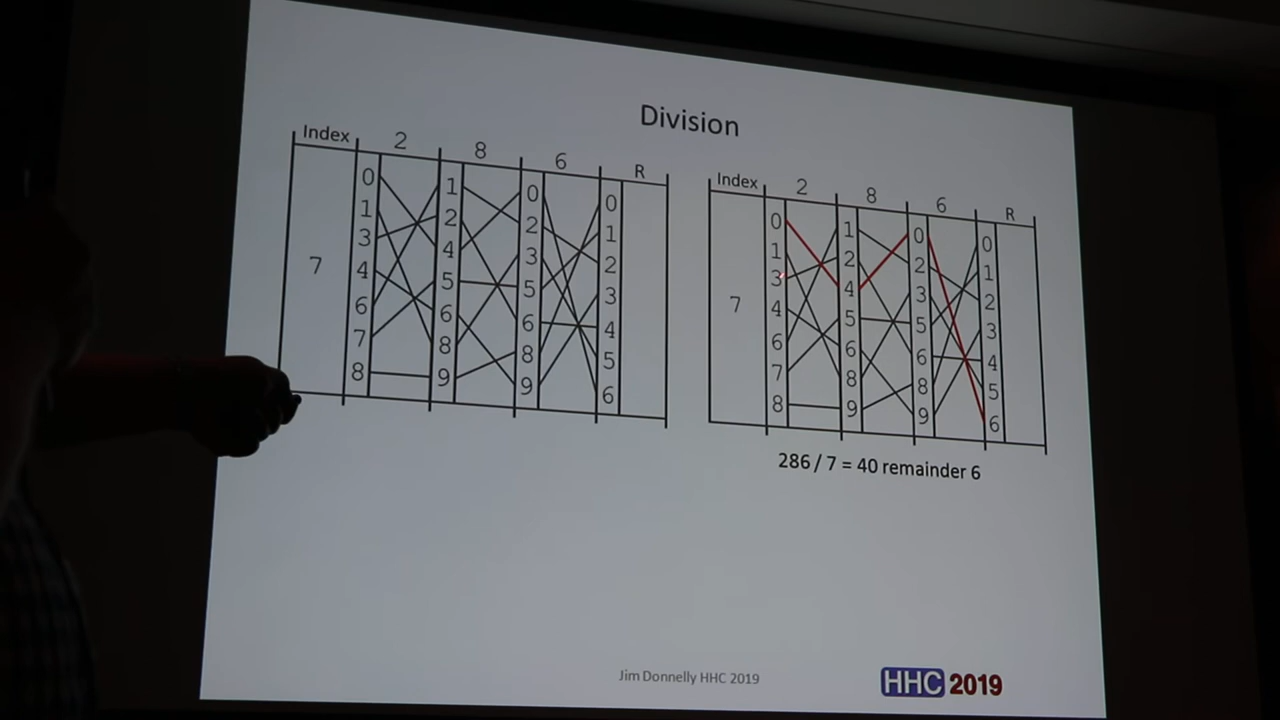 Division
Index 2 8 6 R
0 1 0 0
1 2 2 1
3 4 3 2
7
4 5 5 3
6 6 6 4
7 8 8 5
8 9 9 6
Index 2 8 6 R
0 1 0 0
1 2 2 1
3 4 3 2
7
4 5 5 3
6 6 6 4
7 8 8 5
8 9 9 6
286 / 7 = 40 remainder 6
Jim Donnelly HHC 2019
HHC 2019